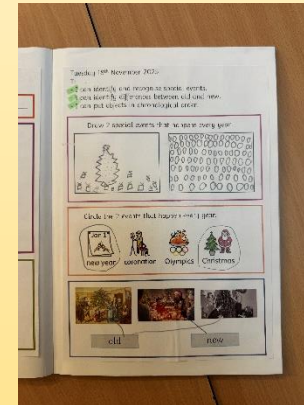 Tuesday 18th November 2025
I can identify and recognise special events.
I can identify differences between old and new.
I can put objects in chronological order.
Draw 2 special events that happen every year
Circle the 2 events that happen every year.
Jan 1st
new year coronation Olympics Christmas
old new